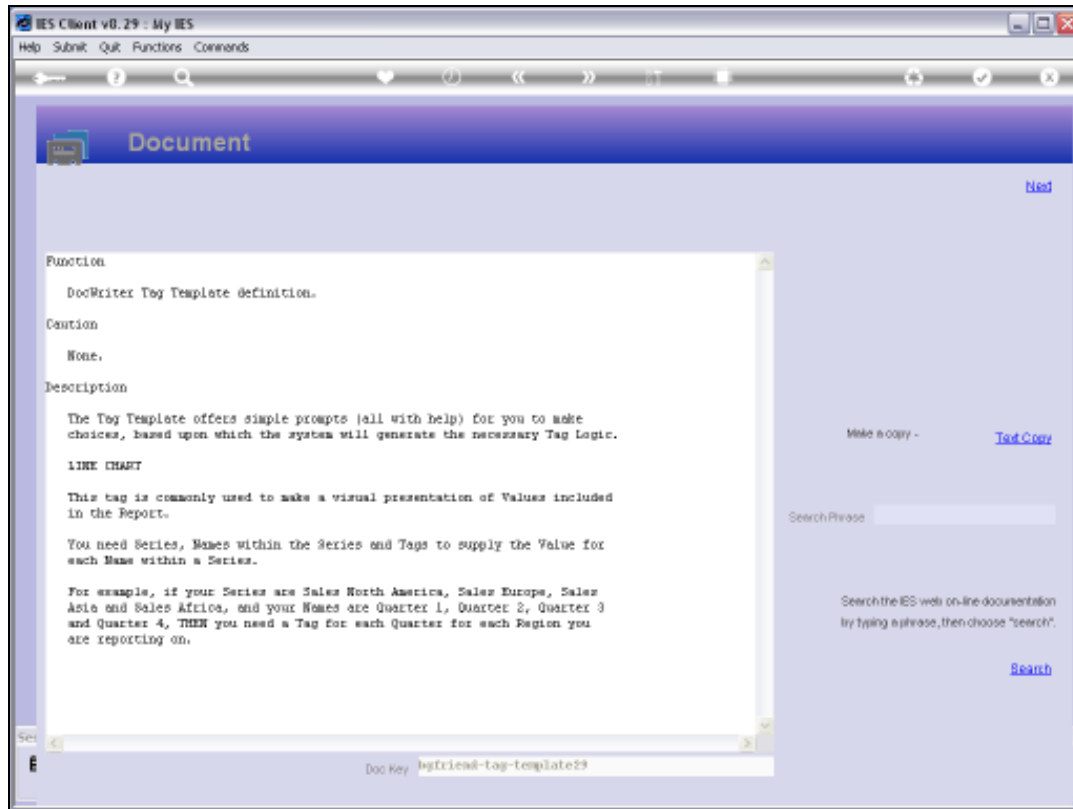 IES Client v8.29 : My IES
Help Submit Quit Functions Commands
Document
Next
Function
DocWriter Tag Template definition.
Caution
None.
Description
The Tag Template offers simple prompts (all with help) for you to make
choices, based upon which the system will generate the necessary Tag Logic.
LINE CHART
This tag is commonly used to make a visual presentation of Values included
in the Report.
You need Series, Names within the Series and Tags to supply the Value for
each Name within a Series.
For example, if your Series are Sales North America, Sales Europe, Sales
Asia and Sales Africa, and your Names are Quarter 1, Quarter 2, Quarter 3
and Quarter 4, THEN you need a Tag for each Quarter for each Region you
are reporting on.
Make a copy -
Text Copy
Search Phrase
Search the IES web on-line documentation
by typing a phrase, then choose "search".
Search
Doc Key